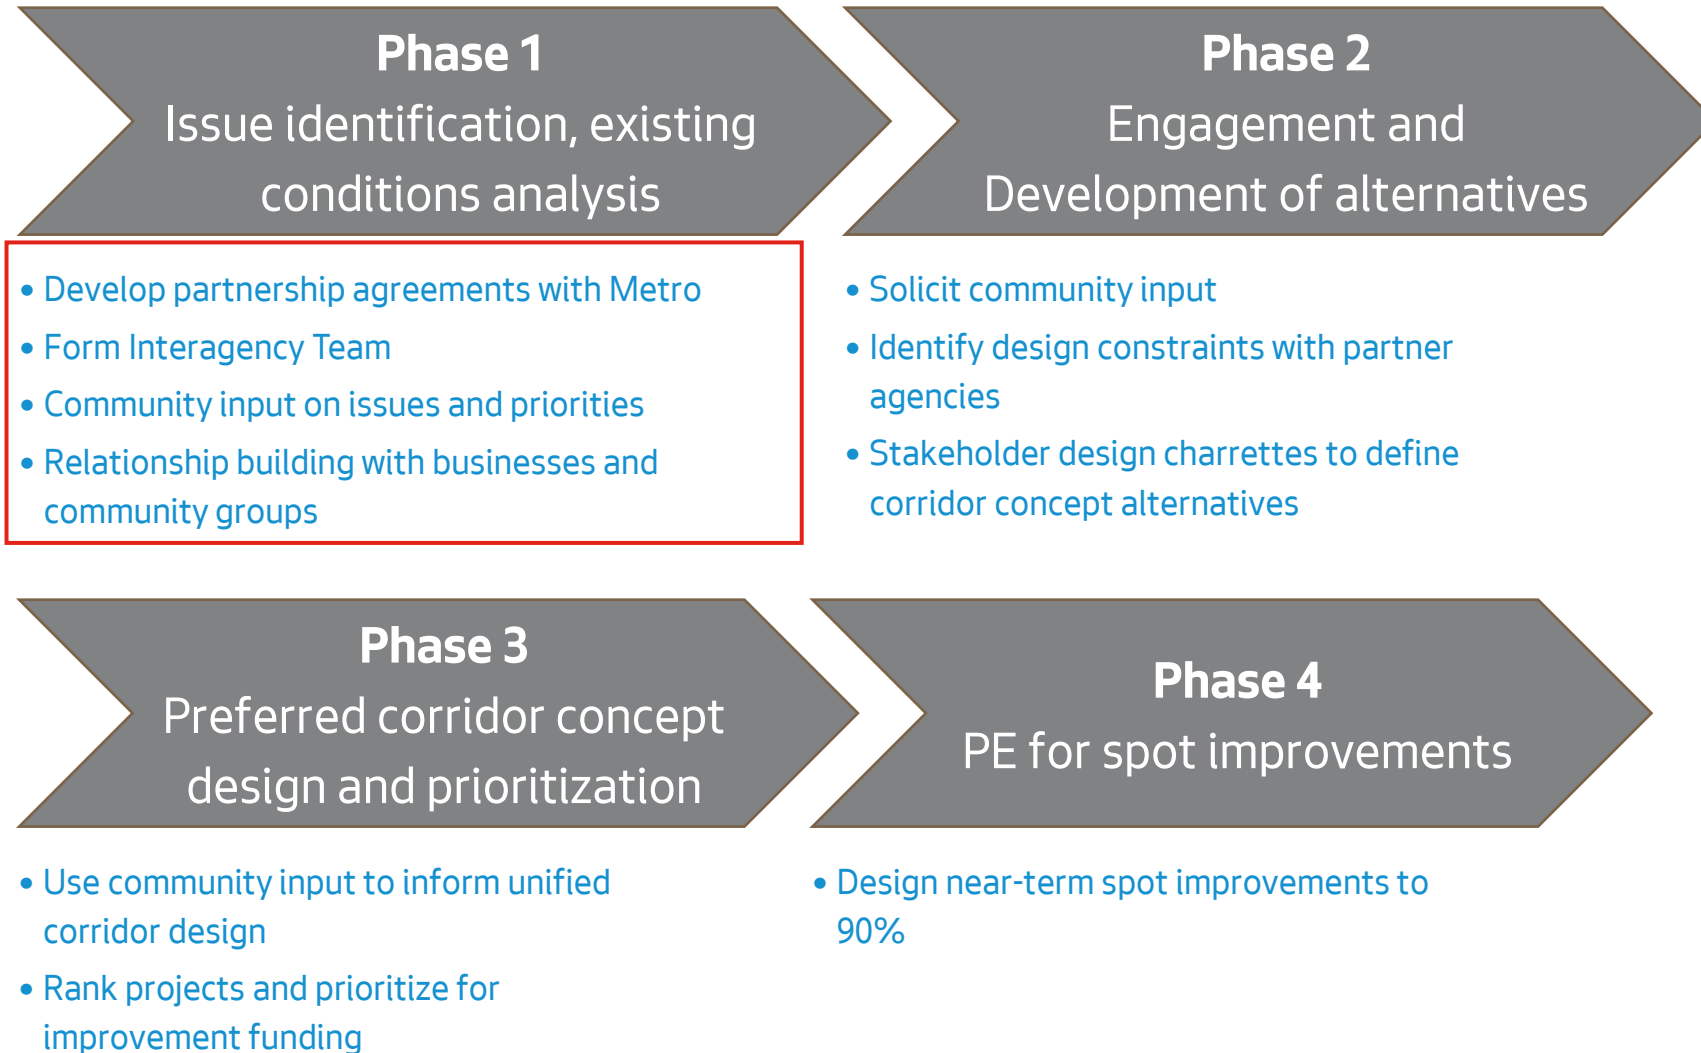 Phase 1
Issue identification, existing
conditions analysis
• Develop partnership agreements with Metro
• Form Interagency Team
• Community input on issues and priorities
• Relationship building with businesses and
community groups
Phase 2
Engagement and
Development of alternatives
• Solicit community input
• Identify design constraints with partner
agencies
• Stakeholder design charrettes to define
corridor concept alternatives
Phase 3
Preferred corridor concept
design and prioritization
• Use community input to inform unified
corridor design
• Rank projects and prioritize for
improvement funding
Phase 4
PE for spot improvements
• Design near-term spot improvements to
90%